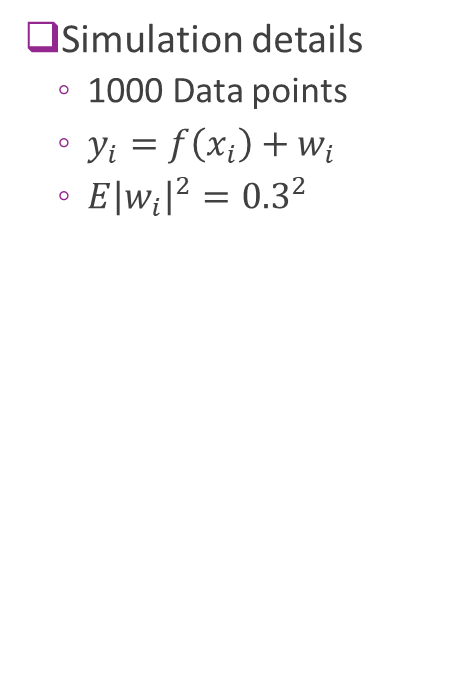 ❑Simulation details
◦ 1000 Data points
◦ yᵢ = f(xᵢ) + wᵢ
◦ E|wᵢ|² = 0.3²